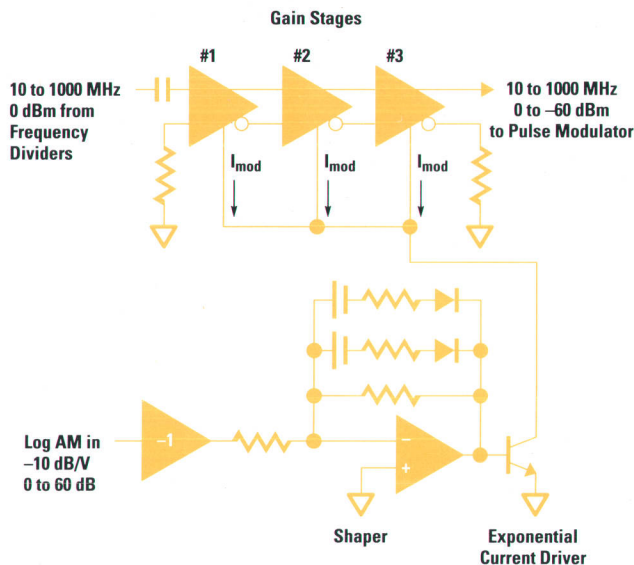 Gain Stages
#1
#2
#3
10 to 1000 MHz
0 dBm from
Frequency
Dividers
10 to 1000 MHz
0 to –60 dBm
to Pulse Modulator
Imod
Imod
Imod
Log AM in
–10 dB/V
0 to 60 dB
–1
–
+
Shaper
Exponential
Current Driver